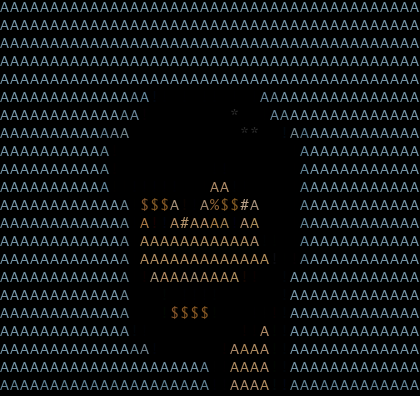 AAAAAAAAAAAAAAAAAAAAAAAAAAAAAAAAAAAAAAAAAA
AAAAAAAAAAAAAAAAAAAAAAAAAAAAAAAAAAAAAAAAAA
AAAAAAAAAAAAAAAAAAAAAAAAAAAAAAAAAAAAAAAAAA
AAAAAAAAAAAAAAAAAAAAAAAAAAAAAAAAAAAAAAAAAA
AAAAAAAAAAAAAAAAAAAAAAAAAAAAAAAAAAAAAAAAAA
AAAAAAAAAAAAAAA           AAAAAAAAAAAAAAAA
AAAAAAAAAAAAAA         *   AAAAAAAAAAAAAAA
AAAAAAAAAAAAA           **   AAAAAAAAAAAAA
AAAAAAAAAAA                   AAAAAAAAAAAA
AAAAAAAAAAA                   AAAAAAAAAAAA
AAAAAAAAAAA          AA       AAAAAAAAAAAA
AAAAAAAAAAAAA $$$A  A%$$#A    AAAAAAAAAAAA
AAAAAAAAAAAAA A  A#AAAA AA    AAAAAAAAAAAA
AAAAAAAAAAAAA AAAAAAAAAAAA    AAAAAAAAAAAA
AAAAAAAAAAAAA AAAAAAAAAAAAA   AAAAAAAAAAAA
AAAAAAAAAAAAA  AAAAAAAAA     AAAAAAAAAAAAA
AAAAAAAAAAAAA                AAAAAAAAAAAAA
AAAAAAAAAAAAA    $$$$        AAAAAAAAAAAAA
AAAAAAAAAAAAA             A  AAAAAAAAAAAAA
AAAAAAAAAAAAAAA        AAAA  AAAAAAAAAAAAA
AAAAAAAAAAAAAAAAAAAAA  AAAA  AAAAAAAAAAAAA
AAAAAAAAAAAAAAAAAAAAA  AAAA  AAAAAAAAAAAAA